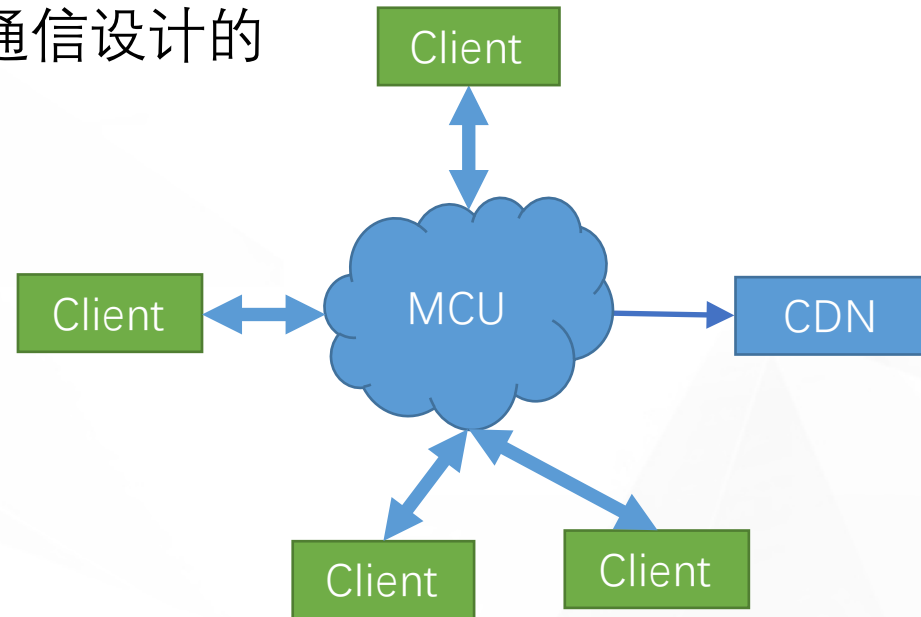 通信设计的
Client
Client
MCU
CDN
Client
Client